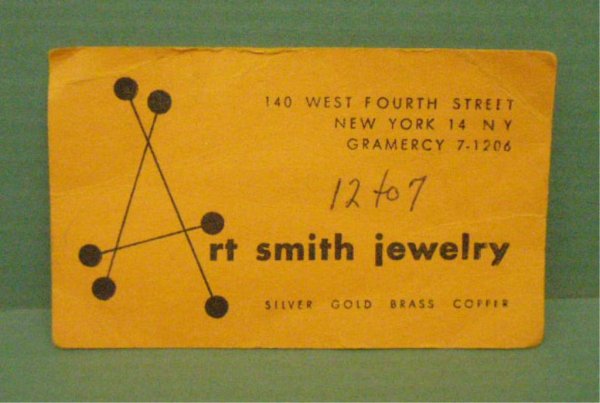 140 WEST FOURTH STREET
NEW YORK 14 N Y
GRAMERCY 7-1206
12 to 7
Art smith jewelry
SILVER GOLD BRASS COPPER